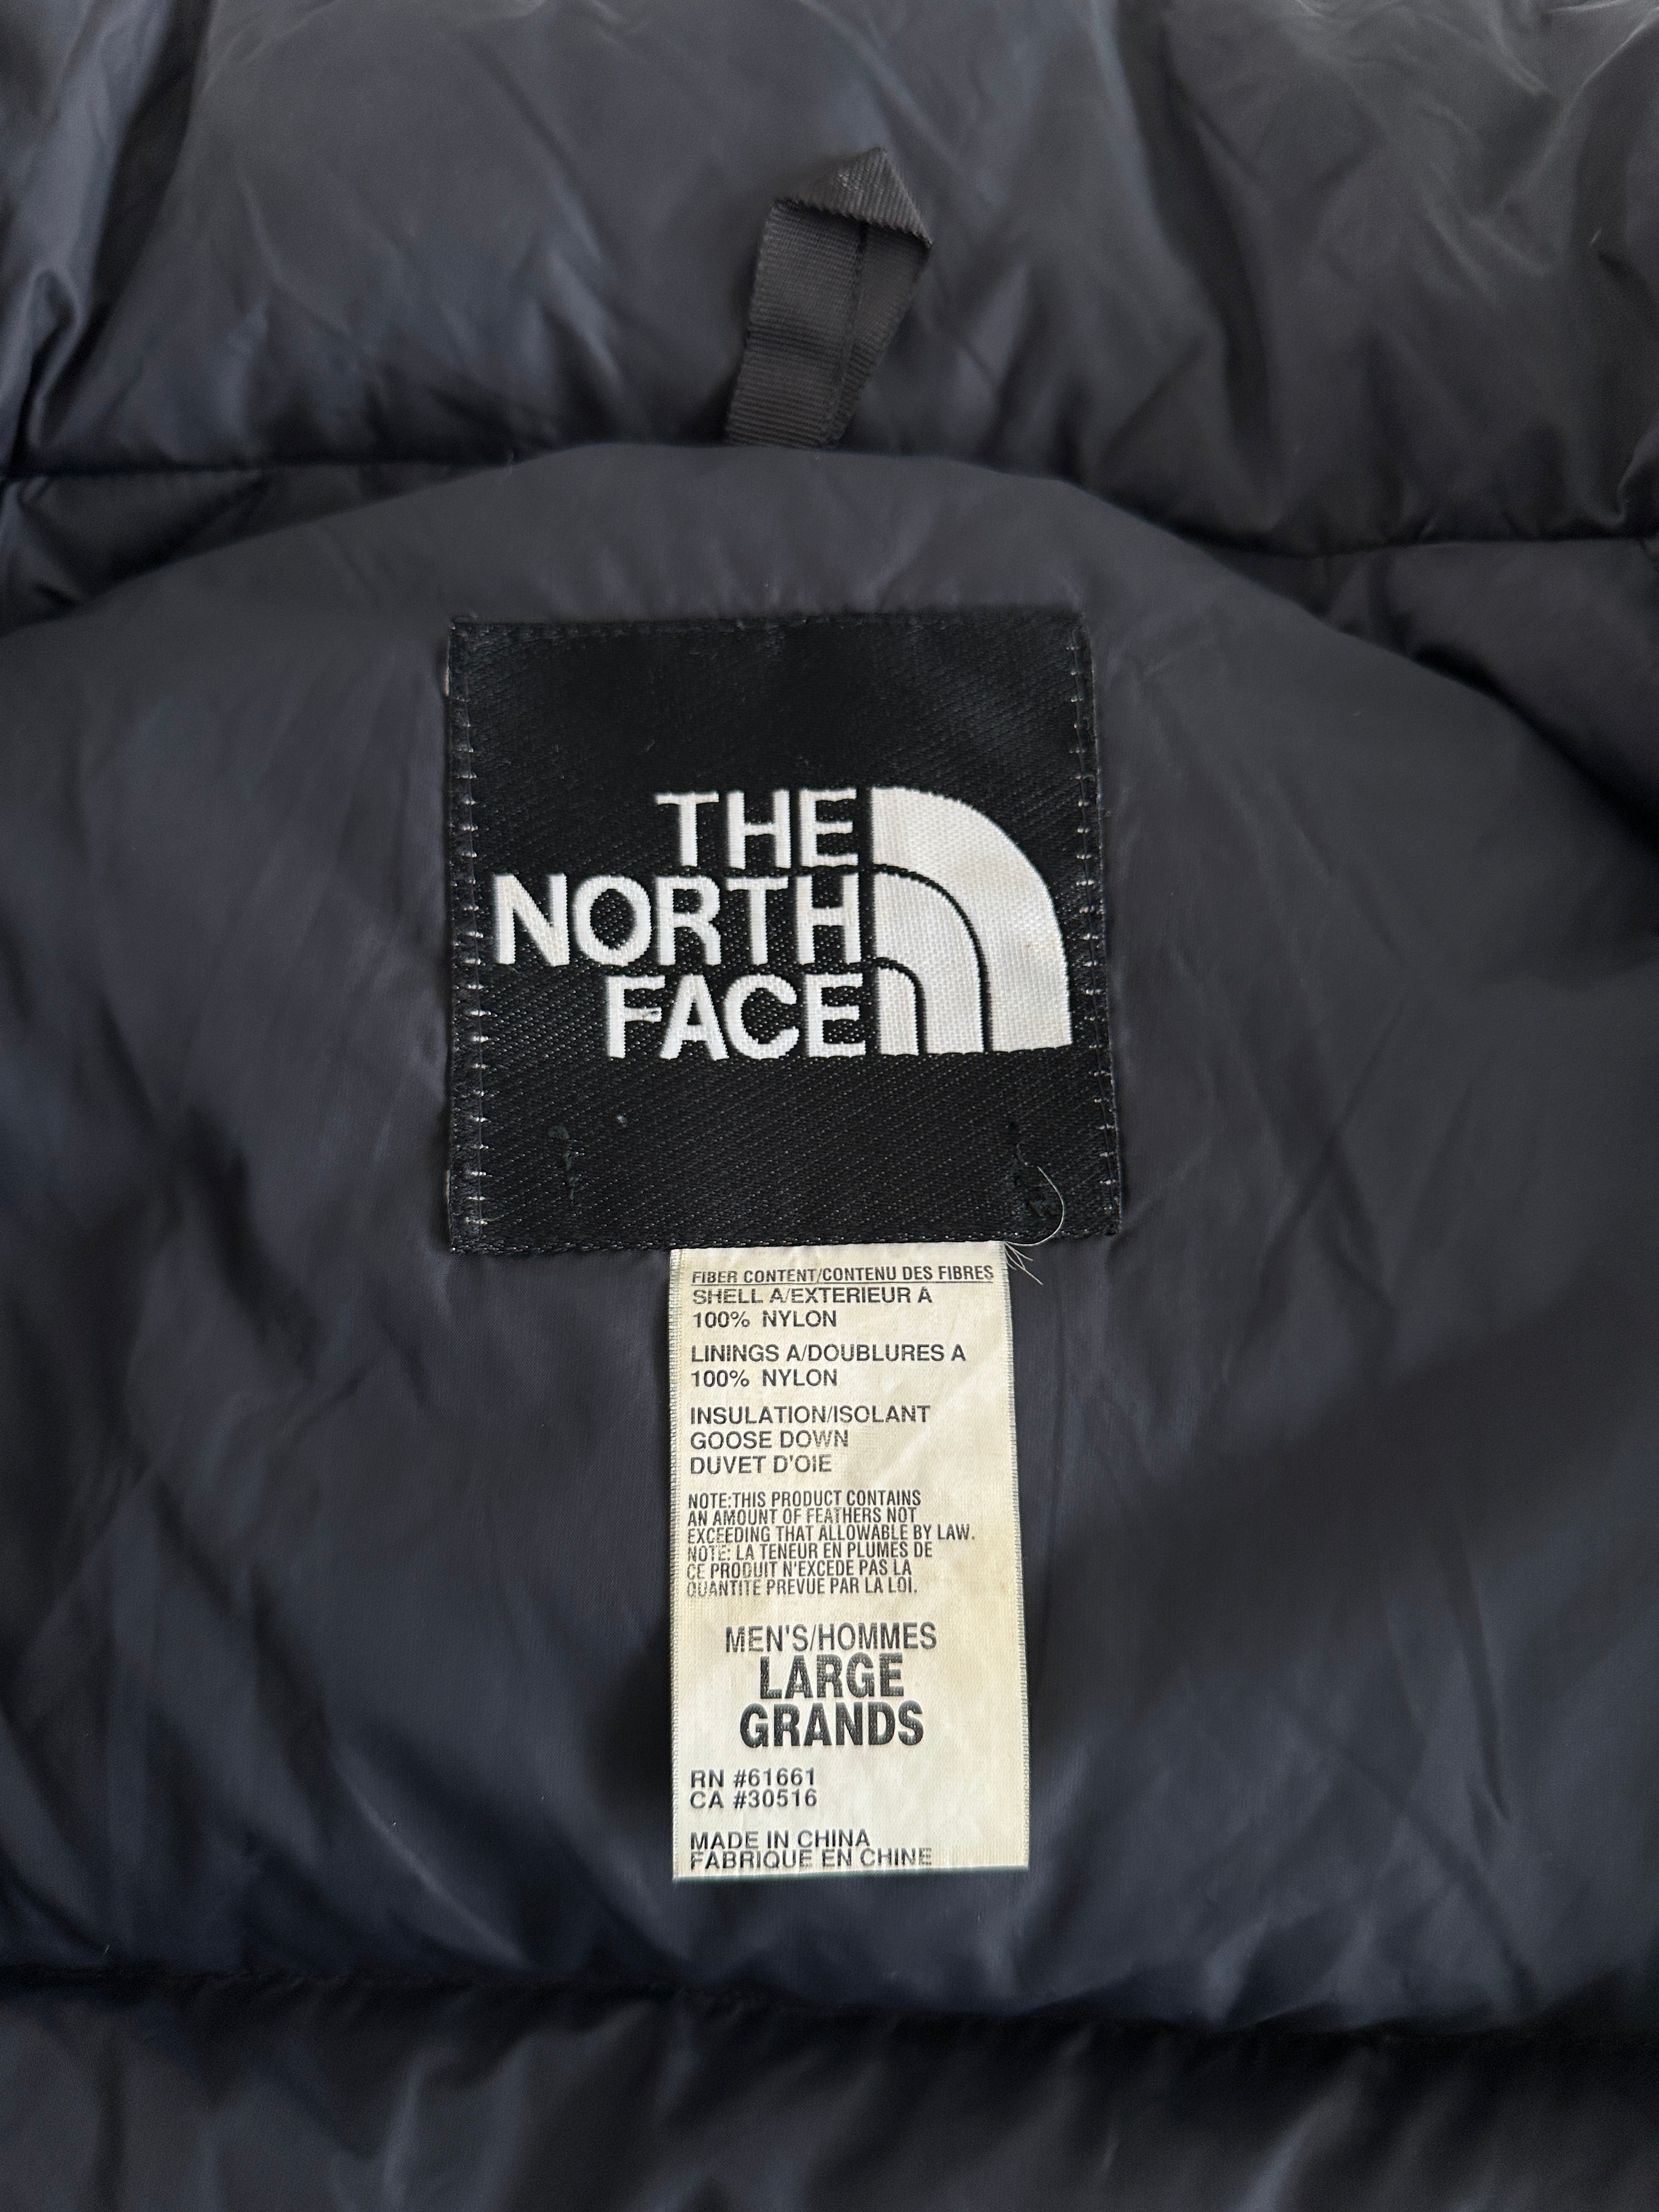 THE
NORTH
FACE
FIBER CONTENT/CONTENU DES FIBRES
SHELL A/EXTERIEUR A
100% NYLON
LININGS A/DOUBLURES A
100% NYLON
INSULATION/ISOLANT
GOOSE DOWN
DUVET D'OIE
NOTE:THIS PRODUCT CONTAINS
AN AMOUNT OF FEATHERS NOT
EXCEEDING THAT ALLOWABLE BY LAW.
NOTE: LA TENEUR EN PLUMES DE
CE PRODUIT N'EXCEDE PAS LA
QUANTITE PREVUE PAR LA LOI.
MEN'S/HOMMES
LARGE
GRANDS
RN #61661
CA #30516
MADE IN CHINA
FABRIQUE EN CHINE